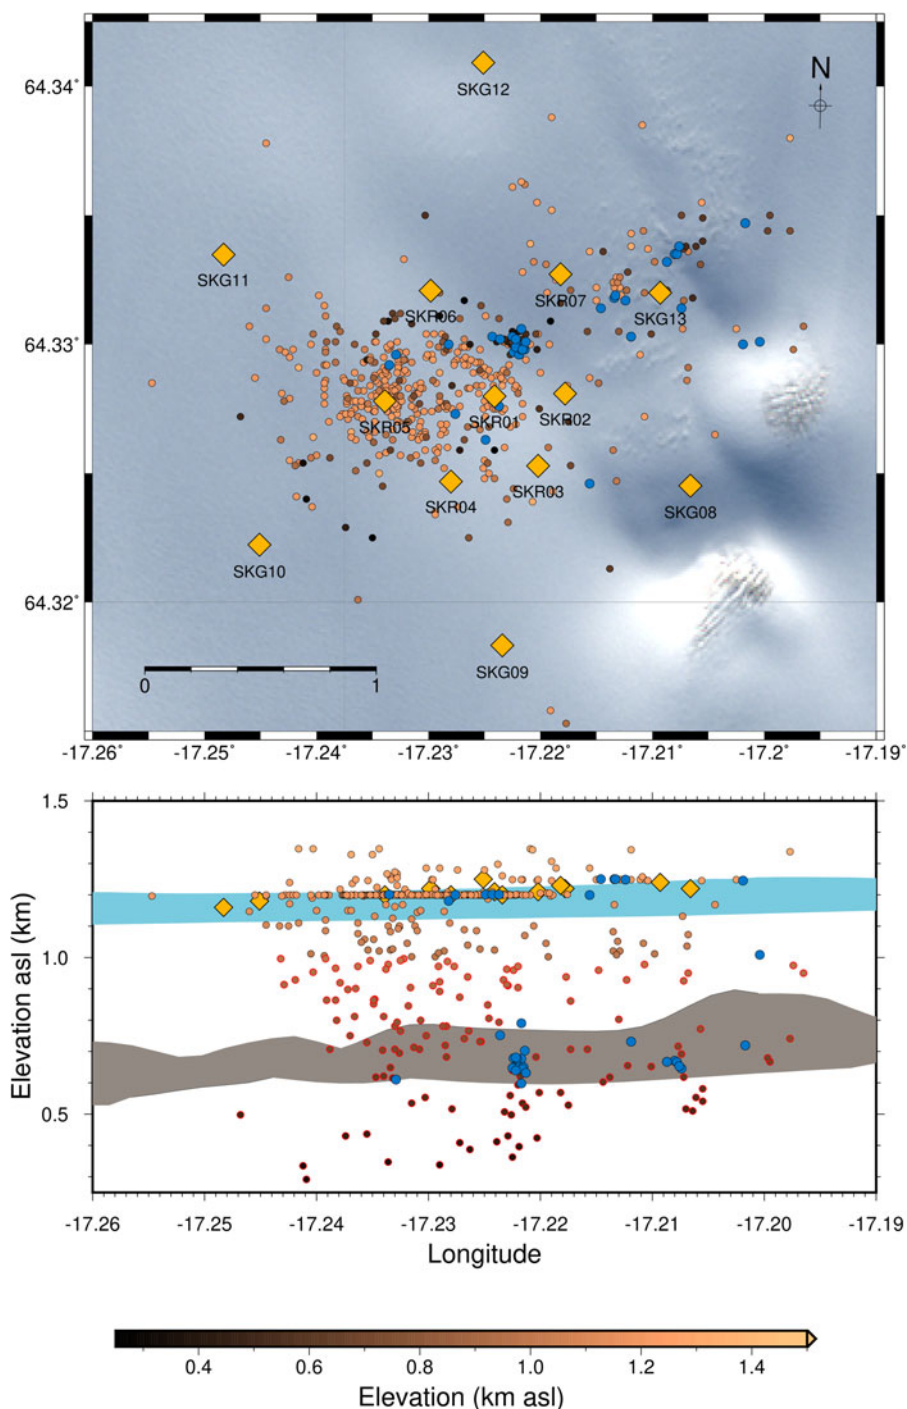 64.34°
64.33°
64.32°
N
SKG12
SKG11
SKR06
SKR07
SKG13
SKR05
SKR01
SKR02
SKR04
SKR03
SKG08
SKG10
SKG09
0 1
-17.26° -17.25° -17.24° -17.23° -17.22° -17.21° -17.2° -17.19°
1.5
1.0
0.5
Elevation asl (km)
-17.26 -17.25 -17.24 -17.23 -17.22 -17.21 -17.20 -17.19
Longitude
0.4 0.6 0.8 1.0 1.2 1.4
Elevation (km asl)